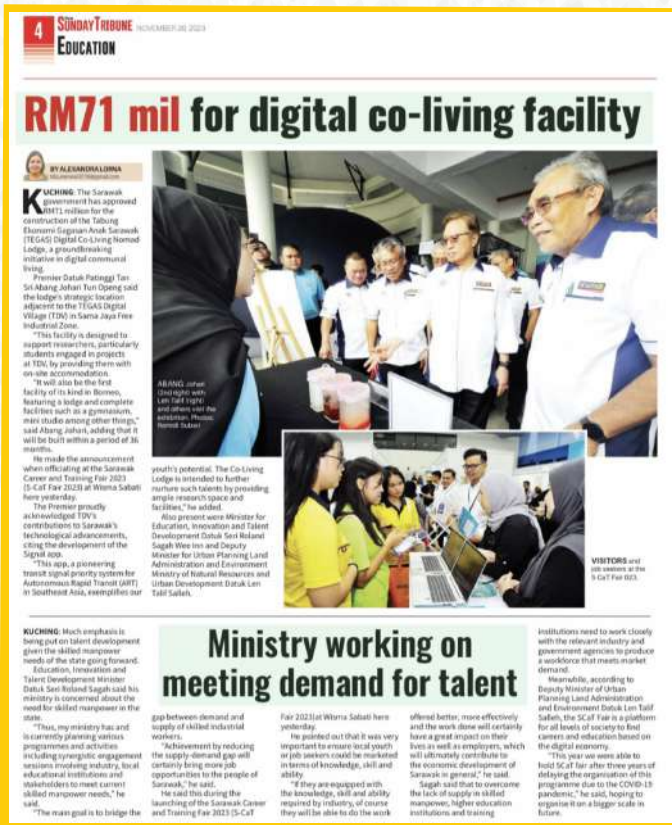 4
THE
SUNDAY TRIBUNE
NOVEMBER 26, 2023
EDUCATION
RM71 mil for digital co-living facility
BY ALEXANDRA LORNA
KUCHING: The Sarawak
government has approved
RM71 million for the
construction of the Tabung
Ekonomi Gagasan Anak Sarawak
(TEGAS) Digital Co-Living Nomad
Lodge, a groundbreaking
initiative in digital communal
living.
Premier Datuk Patinggi Tan
Sri Abang Johari Tun Openg said
the lodge's strategic location
adjacent to the TEGAS Digital
Village (TDV) in Sama Jaya Free
Industrial Zone.
"This facility is designed to
support researchers, particularly
students engaged in projects
at TDV, by providing them with
on-site accommodation.
"It will also be the first
facility of its kind in Borneo,
featuring a lodge and complete
facilities such as a gymnasium,
mini studio among other things,"
said Abang Johari, adding that it
will be built within a period of 36
months.
He made the announcement
when officiating at the Sarawak
Career and Training Fair 2023
(S-CaT Fair 2023) at Wisma Sabati
here yesterday.
The Premier proudly
acknowledged TDV's
contributions to Sarawak's
technological advancements,
citing the development of the
Signal app.
"This app, a pioneering
transit signal priority system for
Autonomous Rapid Transit (ART)
in Southeast Asia, exemplifies our
youth's potential. The Co-Living
Lodge is intended to further
nurture such talents by providing
ample research space and
facilities," he added.
Also present were Minister for
Education, Innovation and Talent
Development Datuk Seri Roland
Sagah Wee Inn and Deputy
Minister for Urban Planning Land
Administration and Environment
Ministry of Natural Resources and
Urban Development Datuk Len
Talif Salleh.
ABANG Johari
(2nd right) with
Len Talif (right)
and others visit the
exhibition. Photos:
Ramidi Subari
VISITORS and
job seekers at the
S-CaT Fair 023.
Ministry working on
meeting demand for talent
KUCHING: Much emphasis is
being put on talent development
given the skilled manpower
needs of the state going forward.
Education, Innovation and
Talent Development Minister
Datuk Seri Roland Sagah said his
ministry is concerned about the
need for skilled manpower in the
state.
"Thus, my ministry has and
is currently planning various
programmes and activities
including synergistic engagement
sessions involving industry, local
educational institutions and
stakeholders to meet current
skilled manpower needs," he
said.
"The main goal is to bridge the
gap between demand and
supply of skilled industrial
workers.
"Achievement by reducing
the supply-demand gap will
certainly bring more job
opportunities to the people of
Sarawak," he said.
He said this during the
launching of the Sarawak Career
and Training Fair 2023 (S-CaT
Fair 2023) at Wisma Sabati here
yesterday.
He pointed out that it was very
important to ensure local youth
or job seekers could be marketed
in terms of knowledge, skill and
ability.
"If they are equipped with
the knowledge, skill and ability
required by industry, of course
they will be able to do the work
offered better, more effectively
and the work done will certainly
have a great impact on their
lives as well as employers, which
will ultimately contribute to
the economic development of
Sarawak in general," he said.
Sagah said that to overcome
the lack of supply in skilled
manpower, higher education
institutions and training
institutions need to work closely
with the relevant industry and
government agencies to produce
a workforce that meets market
demand.
Meanwhile, according to
Deputy Minister of Urban
Planning Land Administration
and Environment Datuk Len Talif
Salleh, the SCaT Fair is a platform
for all levels of society to find
careers and education based on
the digital economy.
"This year we were able to
hold SCaT fair after three years of
delaying the organisation of this
programme due to the COVID-19
pandemic," he said, hoping to
organise it on a bigger scale in
future.